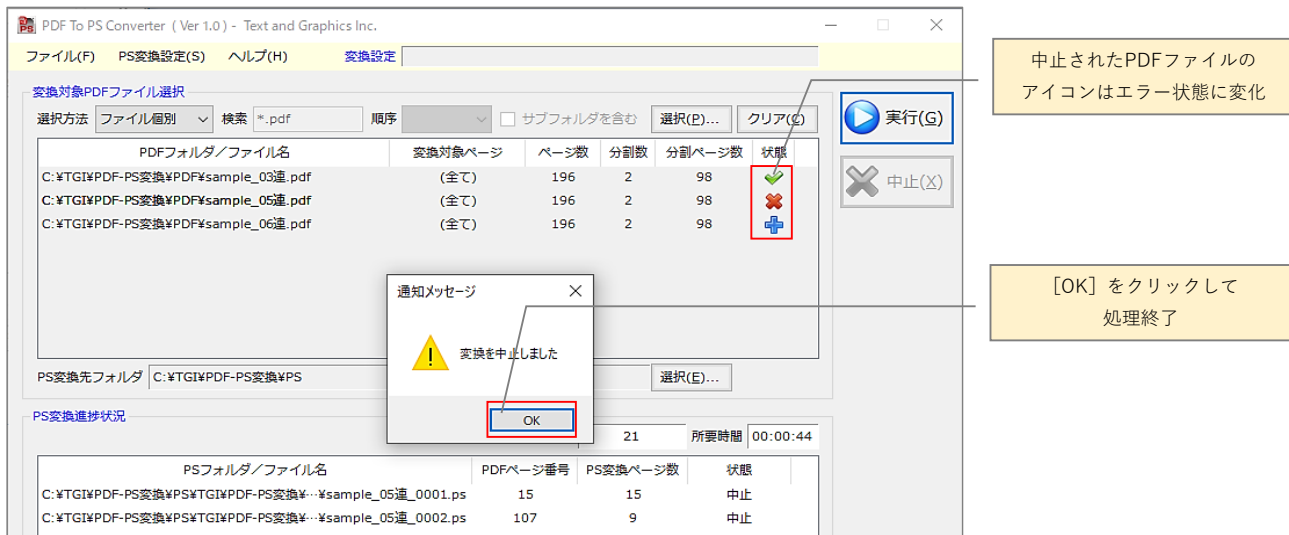 PDF To PS Converter ( Ver 1.0 ) - Text and Graphics Inc.
ファイル(F) PS変換設定(S) ヘルプ(H) 変換設定
中止されたPDFファイルの
アイコンはエラー状態に変化
変換対象PDFファイル選択
選択方法 ファイル個別 検索 *.pdf 順序 サブフォルダを含む 選択(P)... クリア(C)
実行(G)
PDFフォルダ/ファイル名 変換対象ページ ページ数 分割数 分割ページ数 状態
C:¥TGI¥PDF-PS変換¥PDF¥sample_03連.pdf (全て) 196 2 98
中止(X)
C:¥TGI¥PDF-PS変換¥PDF¥sample_05連.pdf (全て) 196 2 98
C:¥TGI¥PDF-PS変換¥PDF¥sample_06連.pdf (全て) 196 2 98
通知メッセージ
変換を中止しました
OK
[OK]をクリックして
処理終了
PS変換先フォルダ C:¥TGI¥PDF-PS変換¥PS 選択(E)...
PS変換進捗状況
21 所要時間 00:00:44
PSフォルダ/ファイル名 PDFページ番号 PS変換ページ数 状態
C:¥TGI¥PDF-PS変換¥PS¥TGI¥PDF-PS変換¥…¥sample_05連_0001.ps 15 15 中止
C:¥TGI¥PDF-PS変換¥PS¥TGI¥PDF-PS変換¥…¥sample_05連_0002.ps 107 9 中止